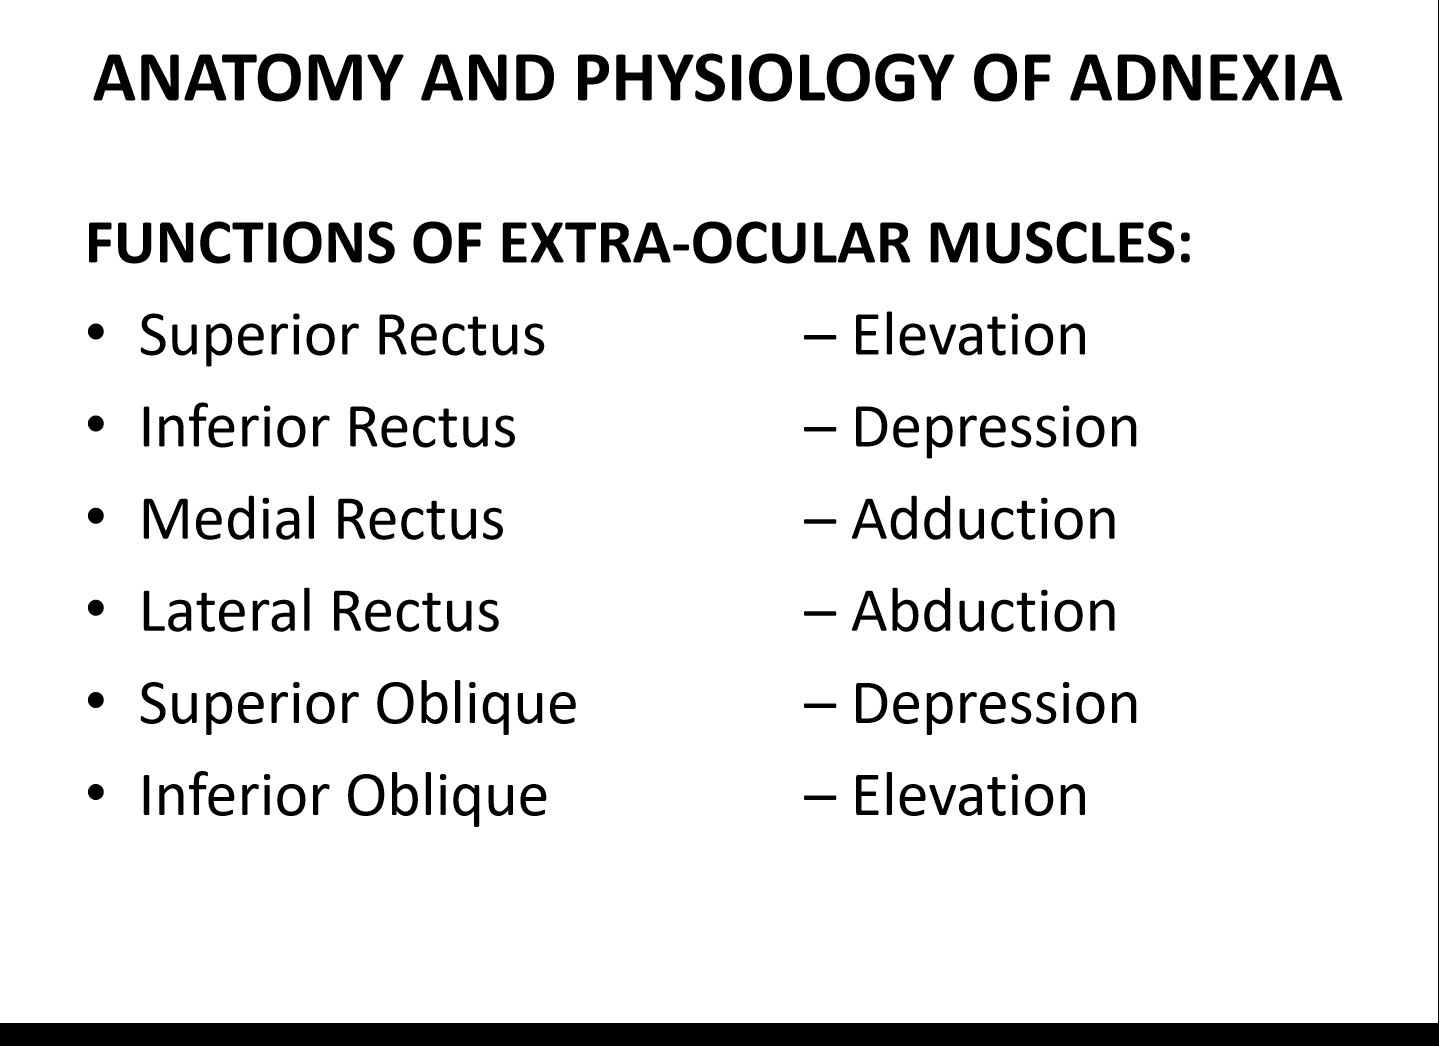 ANATOMY AND PHYSIOLOGY OF ADNEXIA
FUNCTIONS OF EXTRA-OCULAR MUSCLES:
• Superior Rectus – Elevation
• Inferior Rectus – Depression
• Medial Rectus – Adduction
• Lateral Rectus – Abduction
• Superior Oblique – Depression
• Inferior Oblique – Elevation